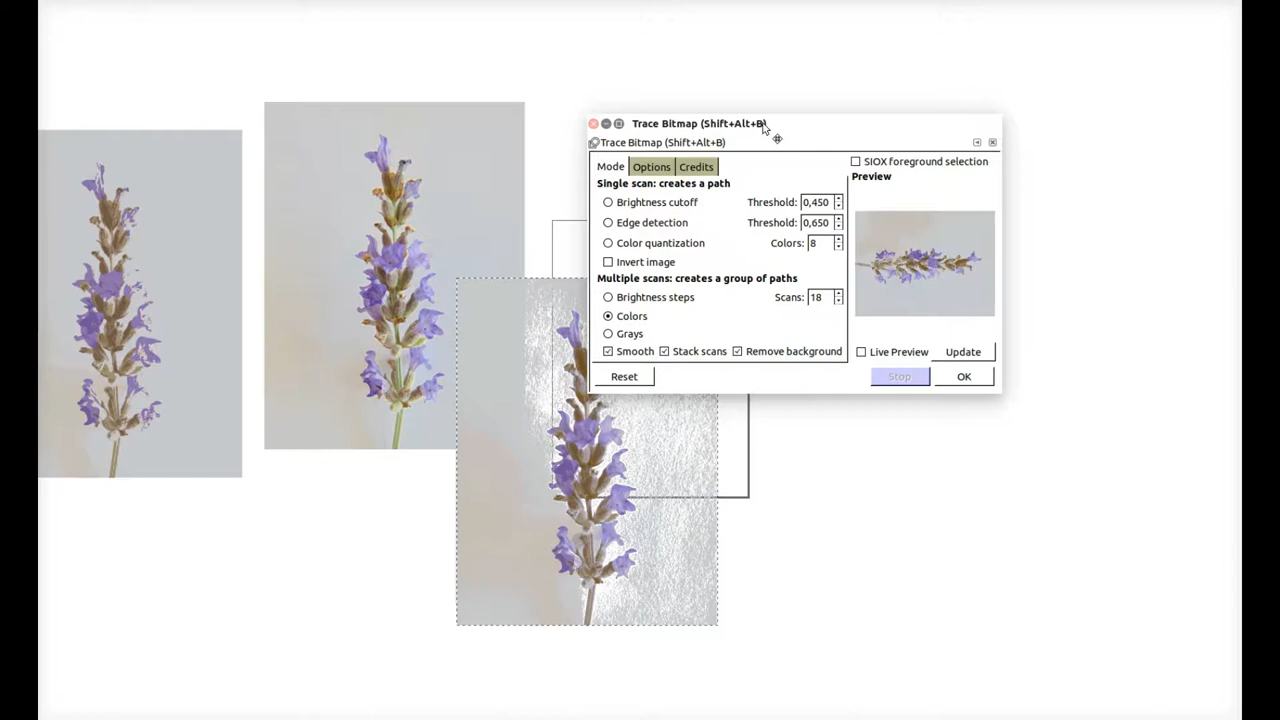 Trace Bitmap (Shift+Alt+B)
Trace Bitmap (Shift+Alt+B)
Mode Options Credits
SIOX foreground selection
Preview
Single scan: creates a path
Brightness cutoff Threshold: 0,450
Edge detection Threshold: 0,650
Color quantization Colors: 8
Invert image
Multiple scans: creates a group of paths
Brightness steps Scans: 18
Colors
Grays
Smooth Stack scans Remove background
Live Preview Update
Reset Stop OK